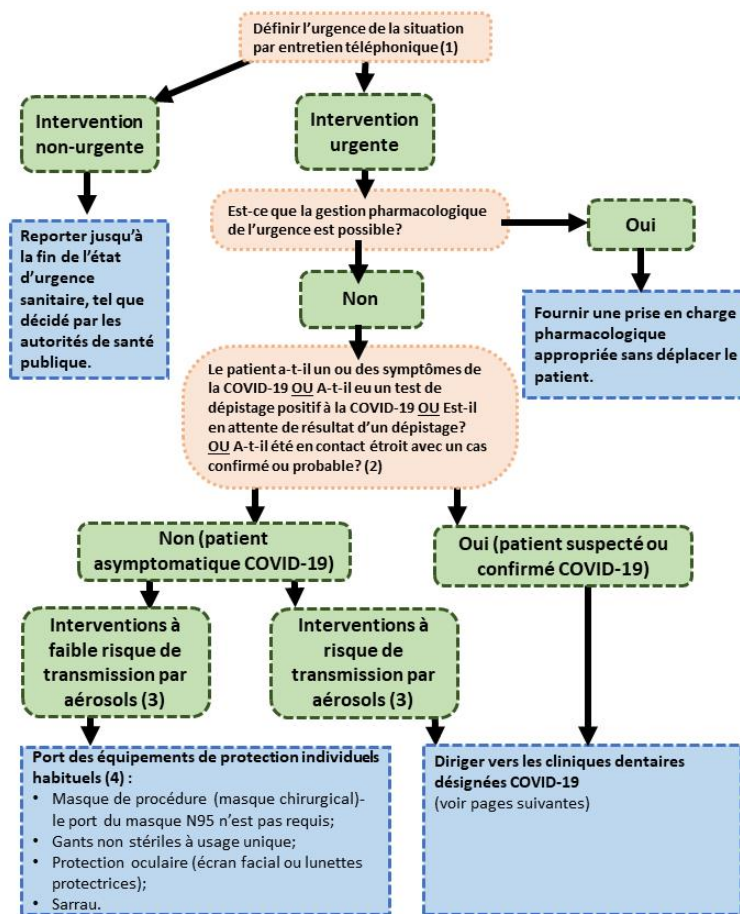 Définir l’urgence de la situation
par entretien téléphonique (1)
Intervention
non-urgente
Intervention
urgente
Est-ce que la gestion pharmacologique
de l’urgence est possible?
Oui
Reporter jusqu’à
la fin de l’état
d’urgence
sanitaire, tel que
décidé par les
autorités de santé
publique.
Non
Fournir une prise en charge
pharmacologique
appropriée sans déplacer le
patient.
Le patient a-t-il un ou des symptômes de
la COVID-19 OU A-t-il eu un test de
dépistage positif à la COVID-19 OU Est-il
en attente de résultat d’un dépistage?
OU A-t-il été en contact étroit avec un cas
confirmé ou probable? (2)
Non (patient
asymptomatique COVID-19)
Oui (patient suspecté ou
confirmé COVID-19)
Interventions à
faible risque de
transmission par
aérosols (3)
Interventions à
risque de
transmission par
aérosols (3)
Port des équipements de protection individuels
habituels (4) :
• Masque de procédure (masque chirurgical)-
le port du masque N95 n’est pas requis;
• Gants non stériles à usage unique;
• Protection oculaire (écran facial ou lunettes
protectrices);
• Sarrau.
Diriger vers les cliniques dentaires
désignées COVID-19
(voir pages suivantes)